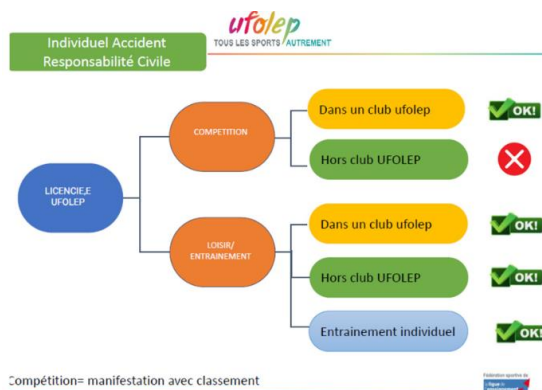 ufolep
TOUS LES SPORTS AUTREMENT
Individuel Accident
Responsabilité Civile
LICENCIE,E
UFOLEP
COMPETITION
Dans un club ufolep
OK!
Hors club UFOLEP
LOISIR/
ENTRAINEMENT
Dans un club ufolep
OK!
Hors club UFOLEP
OK!
Entrainement individuel
OK!
Compétition= manifestation avec classement